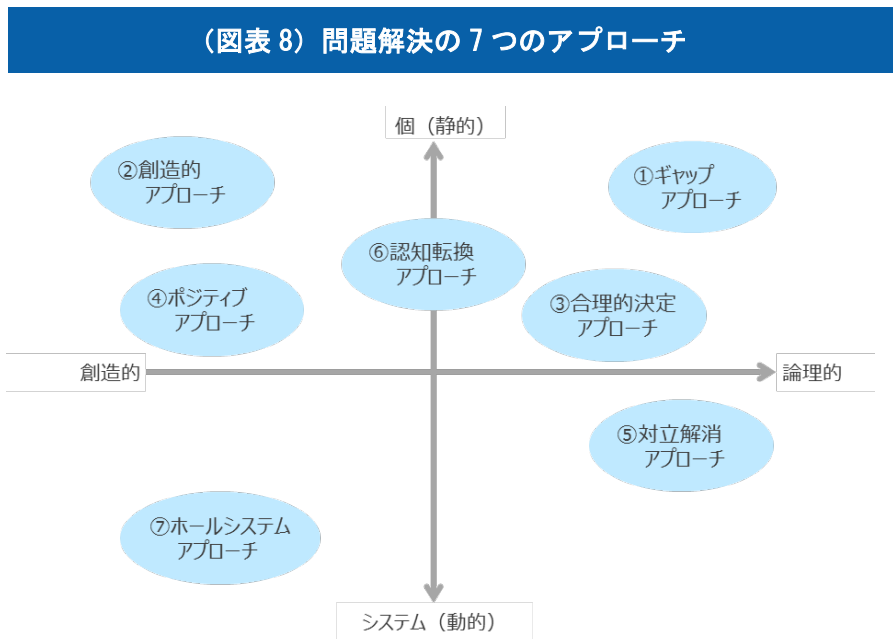 （図表8）問題解決の7つのアプローチ
個（静的）
②創造的
アプローチ
①ギャップ
アプローチ
⑥認知転換
アプローチ
④ポジティブ
アプローチ
③合理的決定
アプローチ
創造的
論理的
⑤対立解消
アプローチ
⑦ホールシステム
アプローチ
システム（動的）